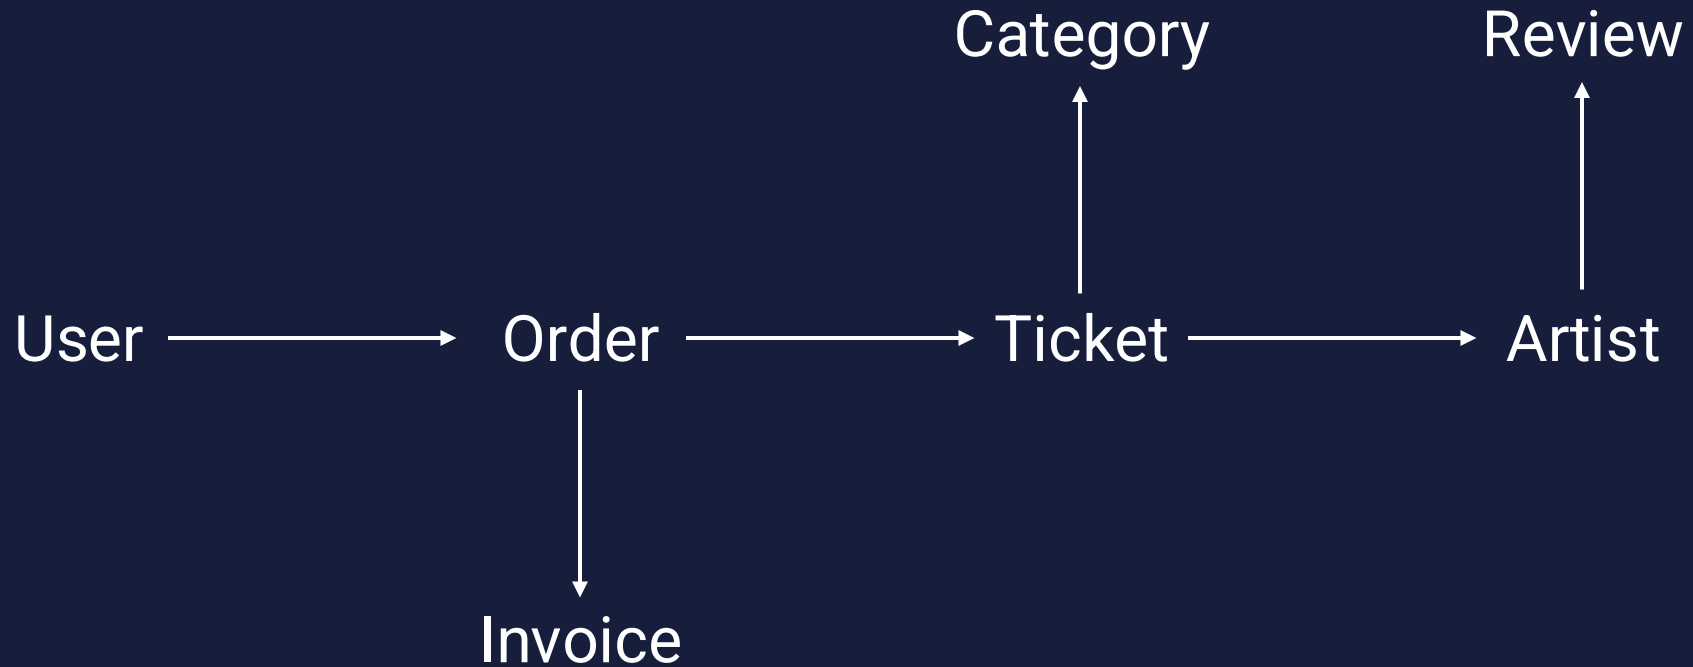 Category
Review
User
Order
Ticket
Artist
Invoice